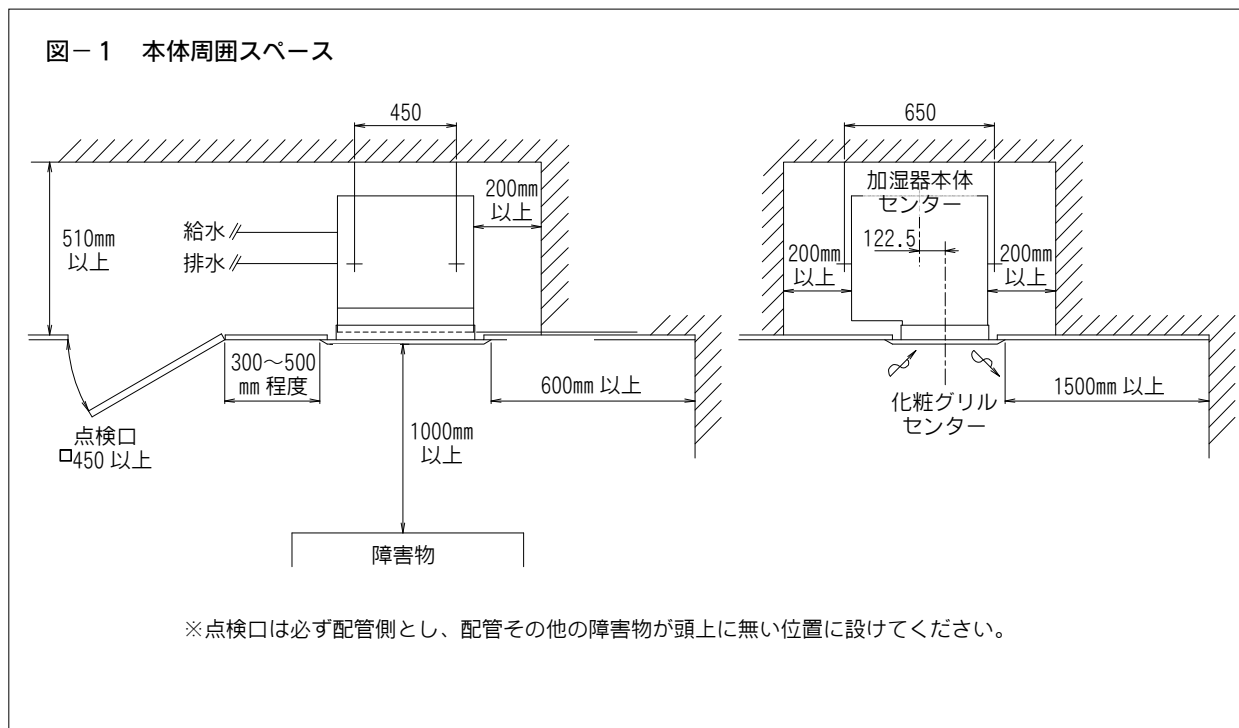 図－1　本体周囲スペース
450
510mm
以上
給水
排水
200mm
以上
300〜500
mm 程度
600mm 以上
点検口
□450 以上
1000mm
以上
障害物
650
加湿器本体
センター
122.5
200mm
以上
200mm
以上
化粧グリル
センター
1500mm 以上
※点検口は必ず配管側とし、配管その他の障害物が頭上に無い位置に設けてください。